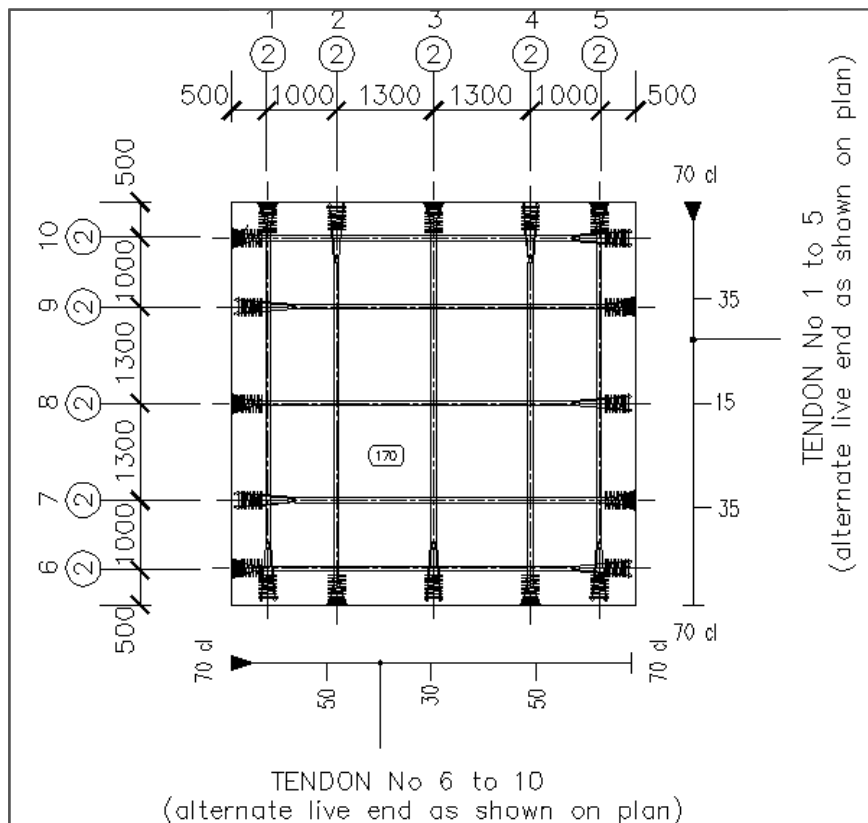 1 2 3 4 5
2 2 2 2 2
500 1000 1300 1300 1000 500
500
10 2
1000
9 2
1300
8 2
1300
7 2
1000
6 2
500
170
70 cl
35
15
35
70 cl
TENDON No 1 to 5
(alternate live end as shown on plan)
70 cl 50 30 50 70 cl
TENDON No 6 to 10
(alternate live end as shown on plan)